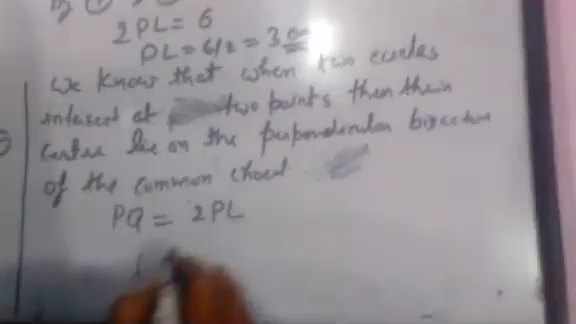 2PL = 6
PL = 6/2 = 3
We know that when two circles
intersect at two points then their
centre lie on the perpendicular bisector
of the common chord
PQ = 2PL